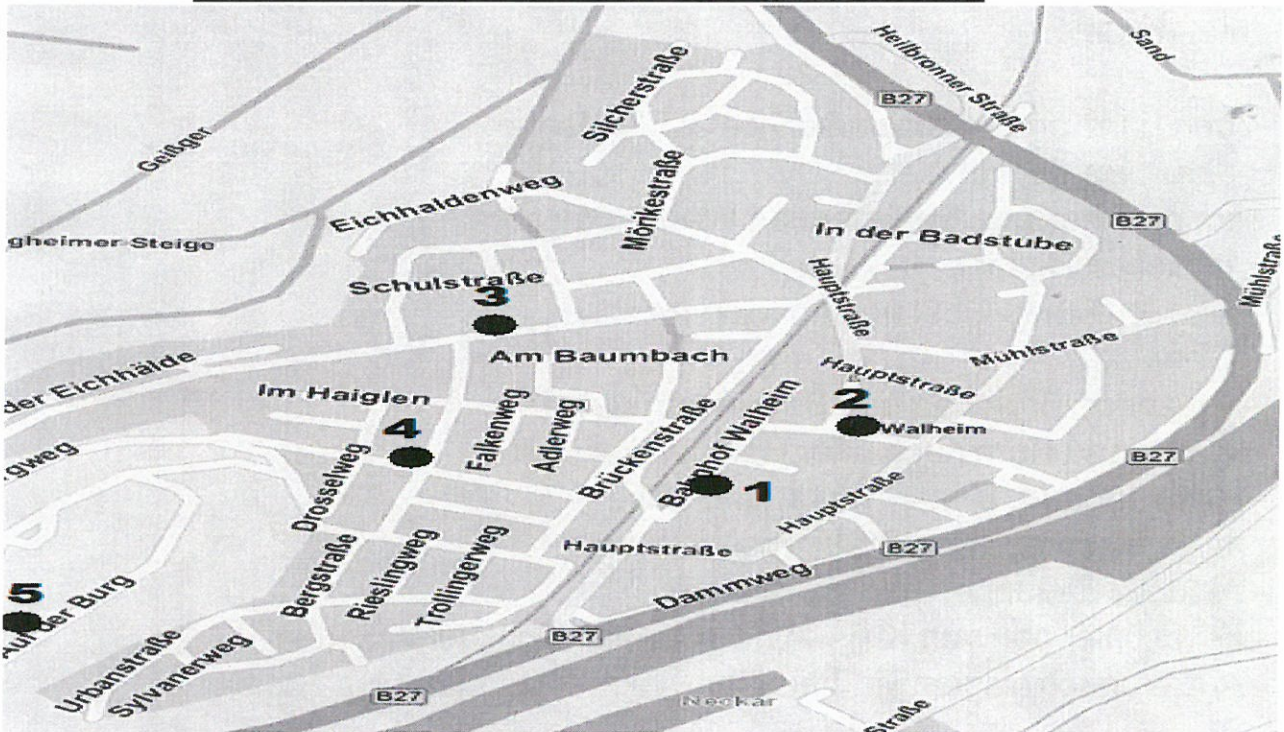 Heilbronner Straße
Sand
B27
Silcherstraße
Geißger
Eichhaldenweg
Mörikestraße
B27
In der Badstube
gheimer Steige
Mühlstraße
Schulstraße
3
Hauptstraße
Am Baumbach
Mühlstraße
der Eichhälde
Im Haiglen
Hauptstraße
2
Walheim
4
Falkenweg
Adlerweg
Brückenstraße
Bahnhof Walheim
1
B27
rgweg
Drosselweg
Hauptstraße
Hauptstraße
B27
Bergstraße
Rieslingweg
Trollingerweg
Dammweg
5
Auf der Burg
B27
Urbanstraße
Sylvanerweg
B27
Neckar
Straße